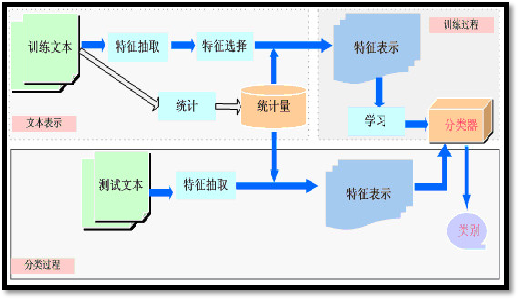 训练过程
训练文本
特征抽取
特征选择
特征表示
统计
统计量
学习
分类器
文本表示
测试文本
特征抽取
特征表示
类别
分类过程